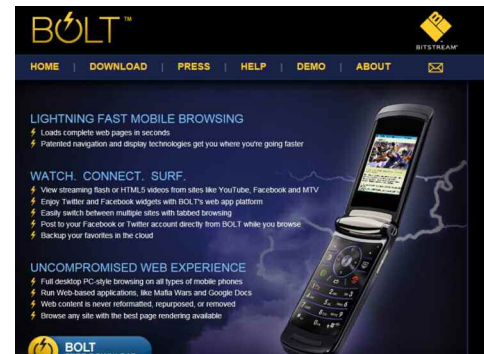 BOLT™
BITSTREAM®
HOME | DOWNLOAD | PRESS | HELP | DEMO | ABOUT
LIGHTNING FAST MOBILE BROWSING
Loads complete web pages in seconds
Patented navigation and display technologies get you where you're going faster
WATCH. CONNECT. SURF.
View streaming flash or HTML5 videos from sites like YouTube, Facebook and MTV
Enjoy Twitter and Facebook widgets with BOLT's web app platform
Easily switch between multiple sites with tabbed browsing
Post to your Facebook or Twitter account directly from BOLT while you browse
Backup your favorites in the cloud
UNCOMPROMISED WEB EXPERIENCE
Full desktop PC-style browsing on all types of mobile phones
Run Web-based applications, like Mafia Wars and Google Docs
Web content is never reformatted, repurposed, or removed
Browse any site with the best page rendering available
BOLT